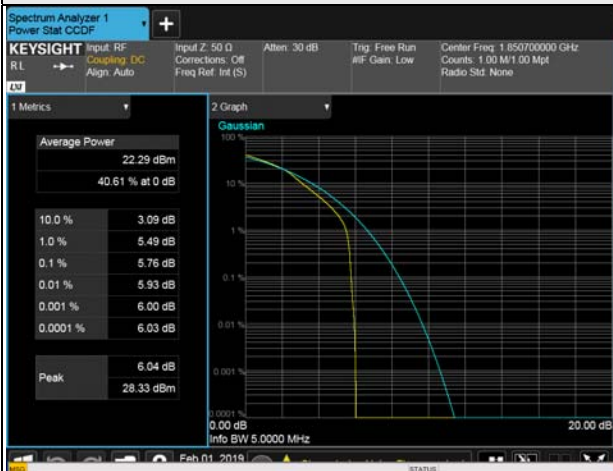 Spectrum Analyzer 1
Power Stat CCDF
+
KEYSIGHT
RL
LXI
Input: RF
Coupling: DC
Align: Auto
Input Z: 50 Ω
Corrections: Off
Freq Ref: Int (S)
Atten: 30 dB
Trig: Free Run
#IF Gain: Low
Center Freq: 1.850700000 GHz
Counts: 1.00 M/1.00 Mpt
Radio Std: None
1 Metrics
Average Power
22.29 dBm
40.61 % at 0 dB
10.0 % 3.09 dB
1.0 % 5.49 dB
0.1 % 5.76 dB
0.01 % 5.93 dB
0.001 % 6.00 dB
0.0001 % 6.03 dB
Peak
6.04 dB
28.33 dBm
2 Graph
Gaussian
100 %
10 %
1 %
0.1 %
0.01 %
0.001 %
0.0001 %
0.00 dB 20.00 dB
Info BW 5.0000 MHz
Feb 01, 2019
MSG STATUS